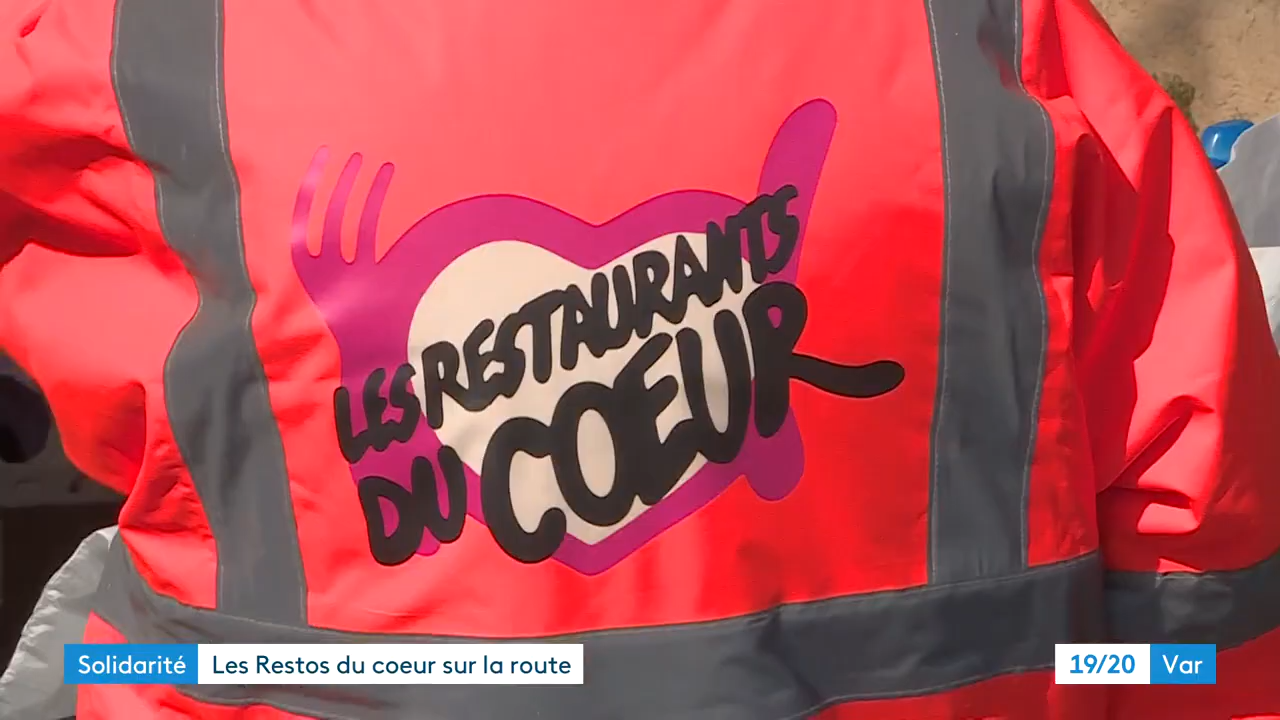 LES RESTAURANTS
DU COEUR
Solidarité
Les Restos du coeur sur la route
19/20
Var